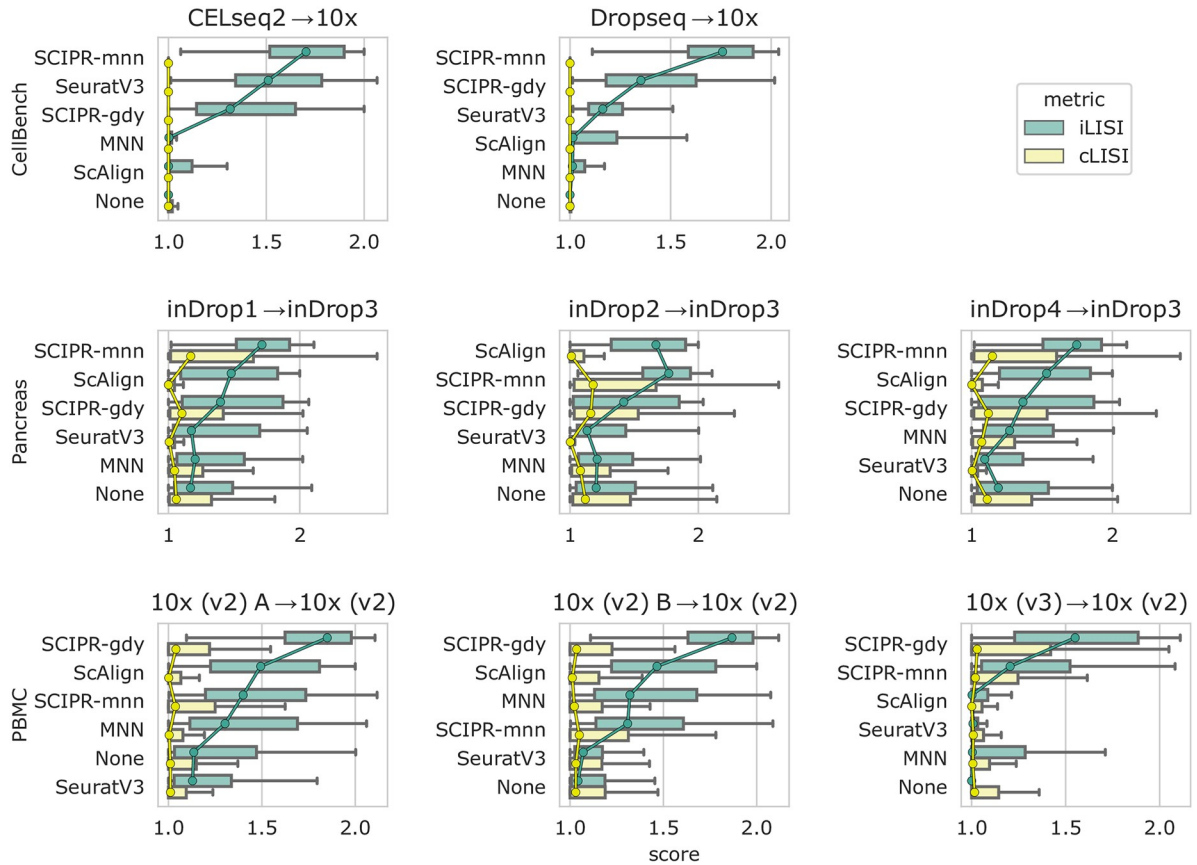 CELseq2→10x
Dropseq→10x
CellBench
SCIPR-mnn
SeuratV3
SCIPR-gdy
MNN
ScAlign
None
1.0 1.5 2.0
SCIPR-mnn
SCIPR-gdy
SeuratV3
ScAlign
MNN
None
1.0 1.5 2.0
metric
iLISI
cLISI
inDrop1→inDrop3
inDrop2→inDrop3
inDrop4→inDrop3
Pancreas
SCIPR-mnn
ScAlign
SCIPR-gdy
SeuratV3
MNN
None
1 2
ScAlign
SCIPR-mnn
SCIPR-gdy
SeuratV3
MNN
None
1 2
SCIPR-mnn
ScAlign
SCIPR-gdy
MNN
SeuratV3
None
1 2
10x (v2) A→10x (v2)
10x (v2) B→10x (v2)
10x (v3)→10x (v2)
PBMC
SCIPR-gdy
ScAlign
SCIPR-mnn
MNN
None
SeuratV3
1.0 1.5 2.0
SCIPR-gdy
ScAlign
MNN
SCIPR-mnn
SeuratV3
None
1.0 1.5 2.0
score
SCIPR-gdy
SCIPR-mnn
ScAlign
SeuratV3
MNN
None
1.0 1.5 2.0